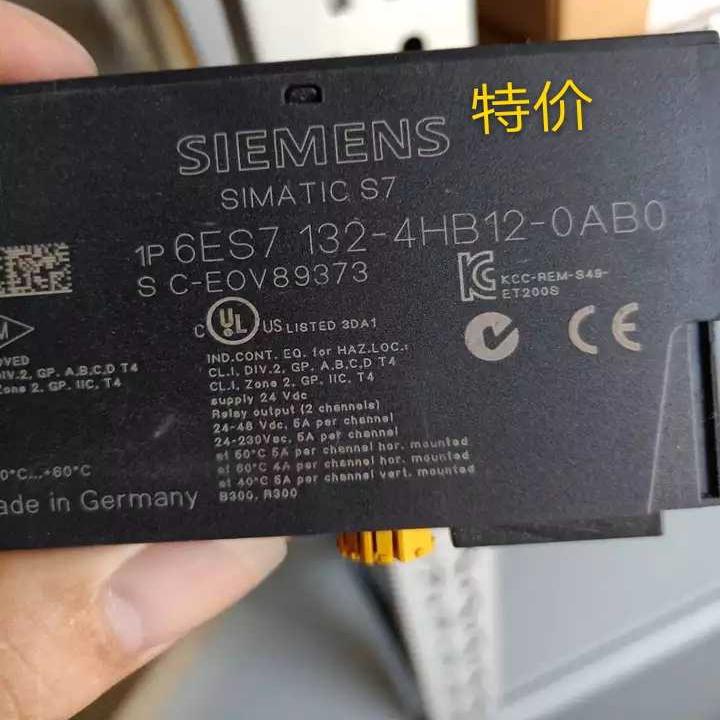 特价
SIEMENS
SIMATIC S7
1P 6ES7 132-4HB12-0AB0
S C-E0V89373
KCC-REM-S49-
ET200S
C UL US LISTED 3DA1
CE
IND.CONT. EQ. for HAZ.LOC.:
CL.I, DIV.2, GP. A,B,C,D T4
CL.I, Zone 2, GP. IIC, T4
supply 24 Vdc
Relay output (2 channels)
24-48 Vdc, 5A per channel
24-230Vac, 5A per channel
at 50°C 5A per channel hor. mounted
at 60°C 4A per channel hor. mounted
at 40°C 5A per channel vert. mounted
B300, R300
M
OVED
DIV.2, GP. A,B,C,D T4
Zone 2, GP. IIC, T4
0°C...+60°C
ade in Germany